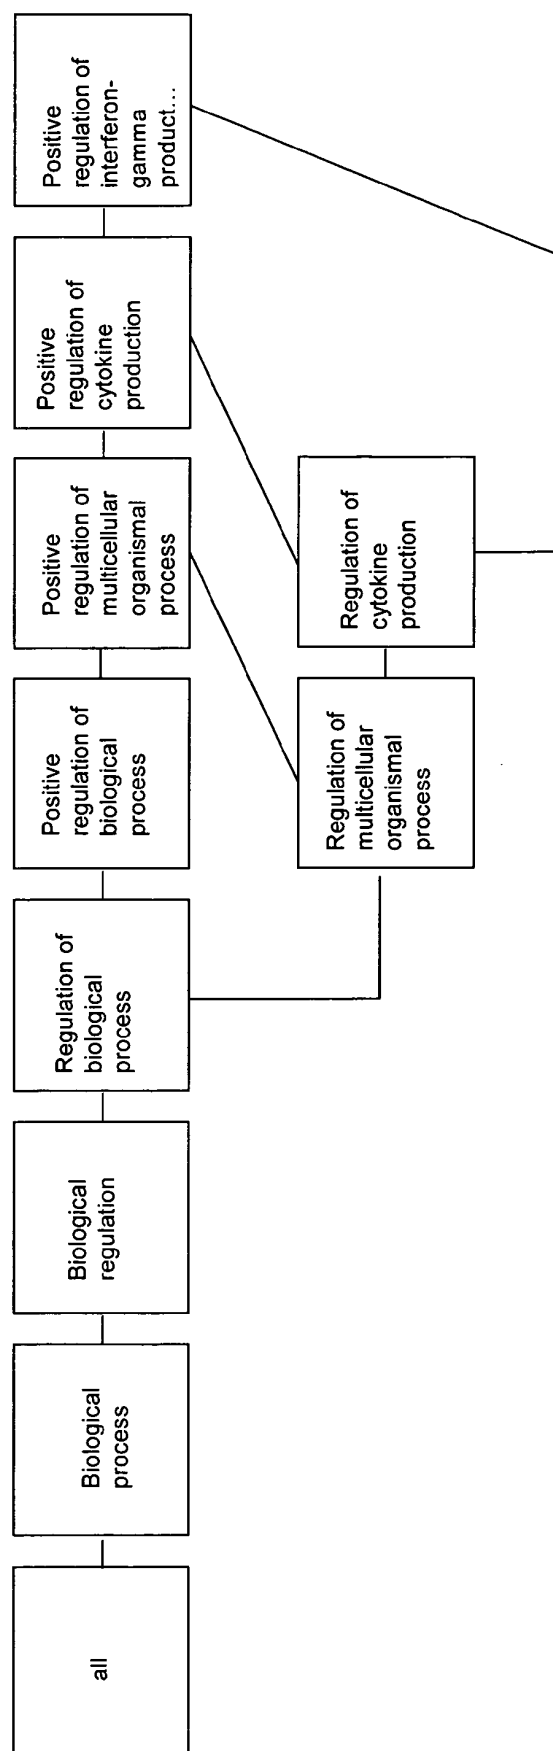 all
Biological
process
Biological
regulation
Regulation of
biological
process
Positive
regulation of
biological
process
Positive
regulation of
multicellular
organismal
process
Positive
regulation of
cytokine
production
Positive
regulation of
interferon-
gamma
product...
Regulation of
multicellular
organismal
process
Regulation of
cytokine
production